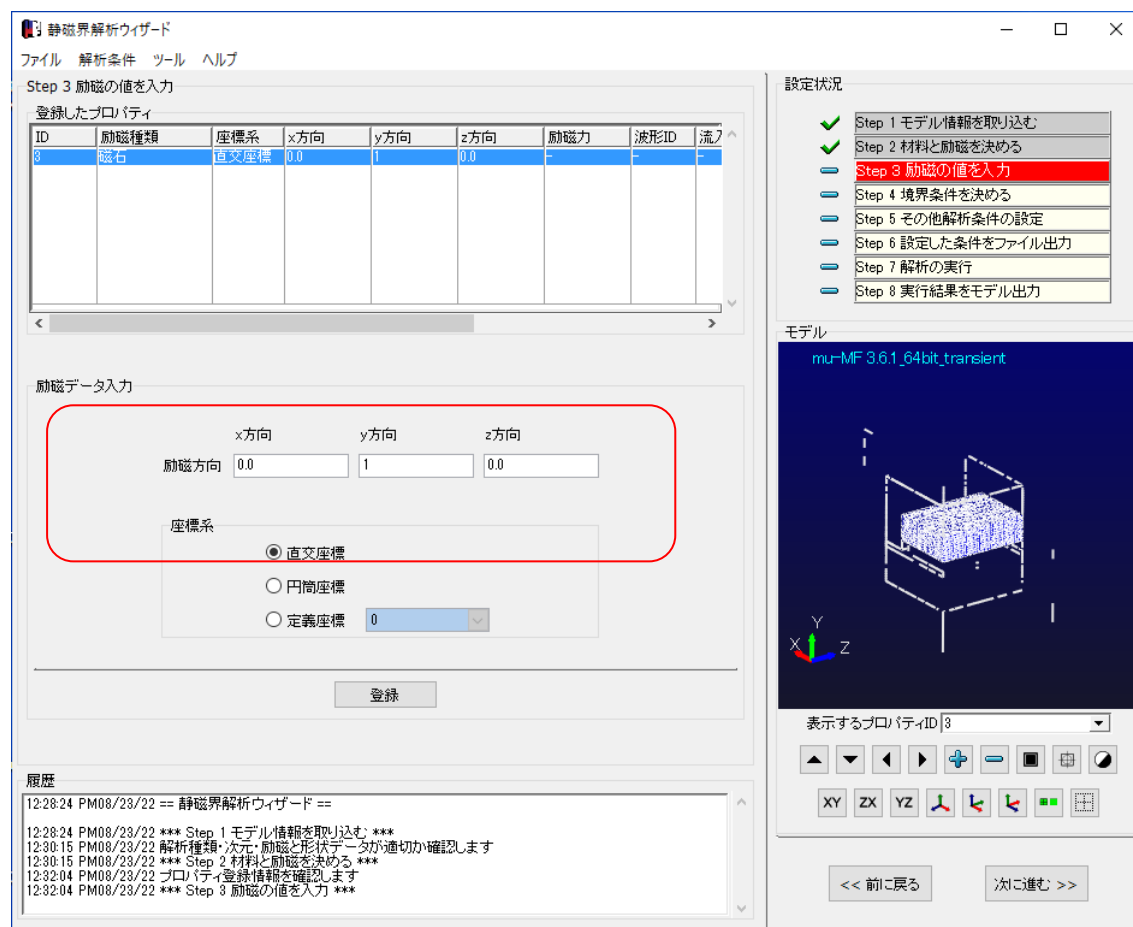 静磁界解析ウィザード
ファイル 解析条件 ツール ヘルプ
Step 3 励磁の値を入力
登録したプロパティ
ID 励磁種類 座標系 x方向 y方向 z方向 励磁力 波形ID 流入
3 磁石 直交座標 0.0 1 0.0 - - -
励磁データ入力
x方向 y方向 z方向
励磁方向 0.0 1 0.0
座標系
直交座標
円筒座標
定義座標 0
登録
履歴
12:28:24 PM08/23/22 == 静磁界解析ウィザード ==
12:28:24 PM08/23/22 *** Step 1 モデル情報を取り込む ***
12:30:15 PM08/23/22 解析種類・次元・励磁と形状データが適切か確認します
12:30:15 PM08/23/22 *** Step 2 材料と励磁を決める ***
12:32:04 PM08/23/22 プロパティ登録情報を確認します
12:32:04 PM08/23/22 *** Step 3 励磁の値を入力 ***
設定状況
Step 1 モデル情報を取り込む
Step 2 材料と励磁を決める
Step 3 励磁の値を入力
Step 4 境界条件を決める
Step 5 その他解析条件の設定
Step 6 設定した条件をファイル出力
Step 7 解析の実行
Step 8 実行結果をモデル出力
モデル
mu-MF 3.6.1_64bit_transient
Y
X Z
表示するプロパティID 3
XY ZX YZ
<< 前に戻る 次に進む >>